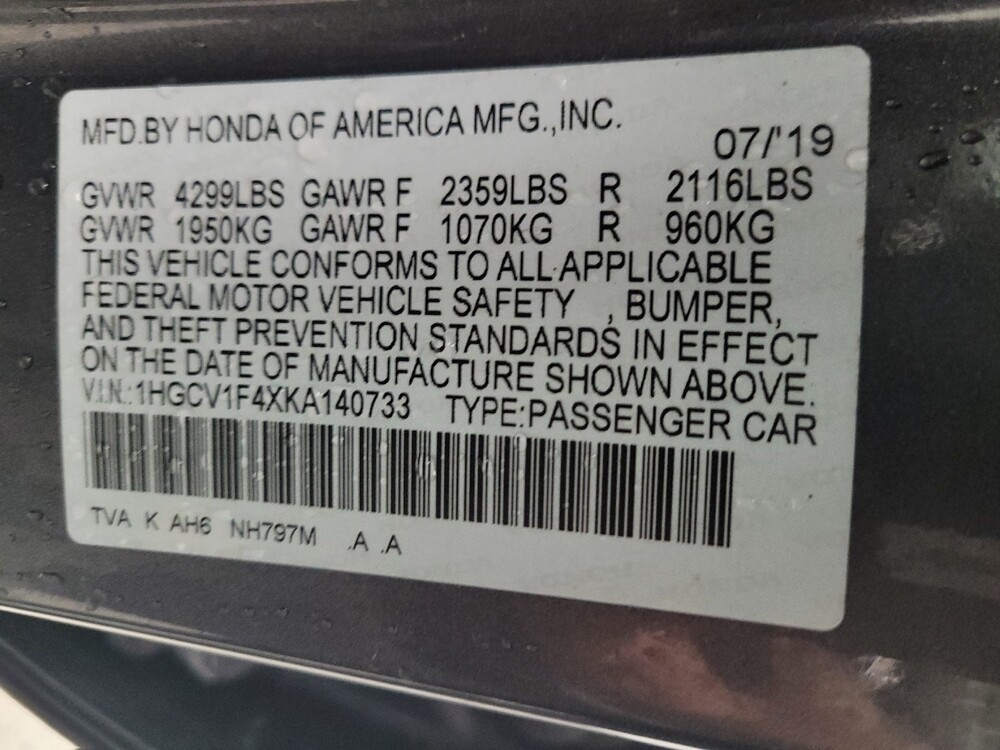 MFD.BY HONDA OF AMERICA MFG.,INC.
07/'19
GVWR 4299LBS GAWR F 2359LBS R 2116LBS
GVWR 1950KG GAWR F 1070KG R 960KG
THIS VEHICLE CONFORMS TO ALL APPLICABLE
FEDERAL MOTOR VEHICLE SAFETY , BUMPER,
AND THEFT PREVENTION STANDARDS IN EFFECT
ON THE DATE OF MANUFACTURE SHOWN ABOVE.
V.I.N.:1HGCV1F4XKA140733 TYPE:PASSENGER CAR
TVA K AH6 NH797M .A .A